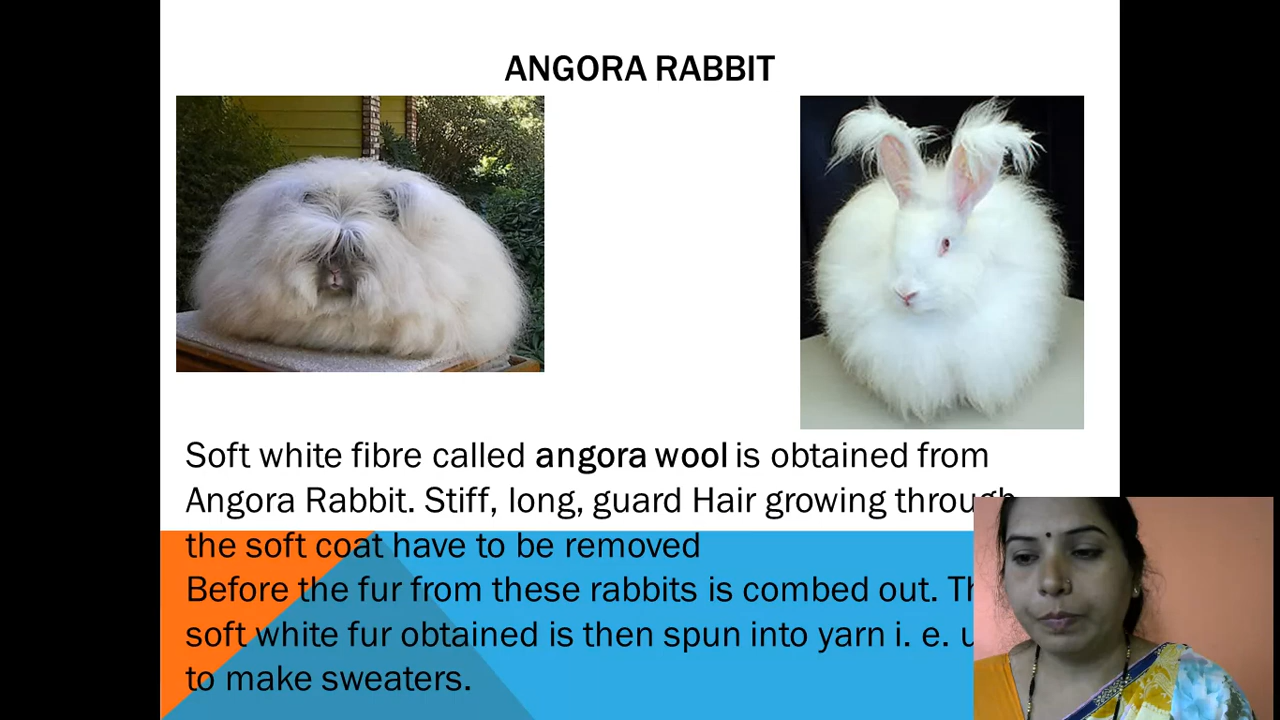 ANGORA RABBIT
Soft white fibre called angora wool is obtained from
Angora Rabbit. Stiff, long, guard Hair growing through
the soft coat have to be removed
Before the fur from these rabbits is combed out.
soft white fur obtained is then spun into yarn i. e.
to make sweaters.